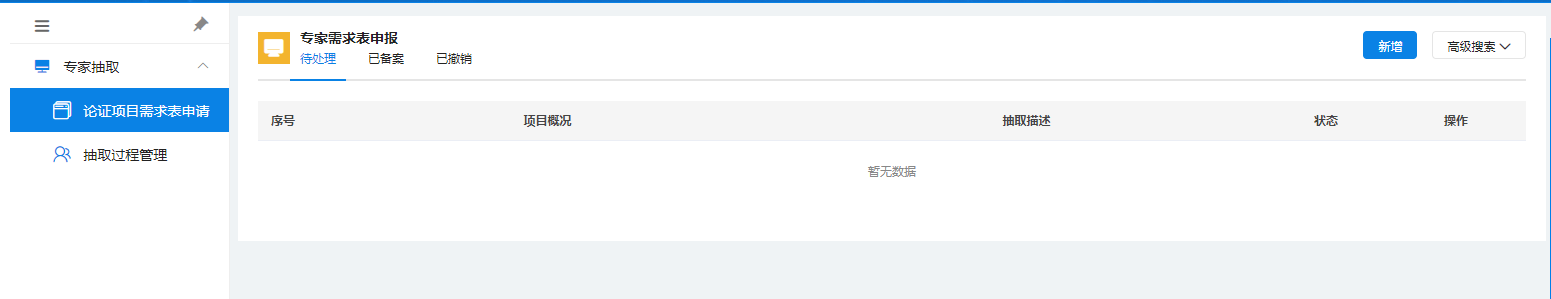 专家抽取
论证项目需求表申请
抽取过程管理
专家需求表申报
待处理 已备案 已撤销
新增 高级搜索
序号 项目概况 抽取描述 状态 操作
暂无数据